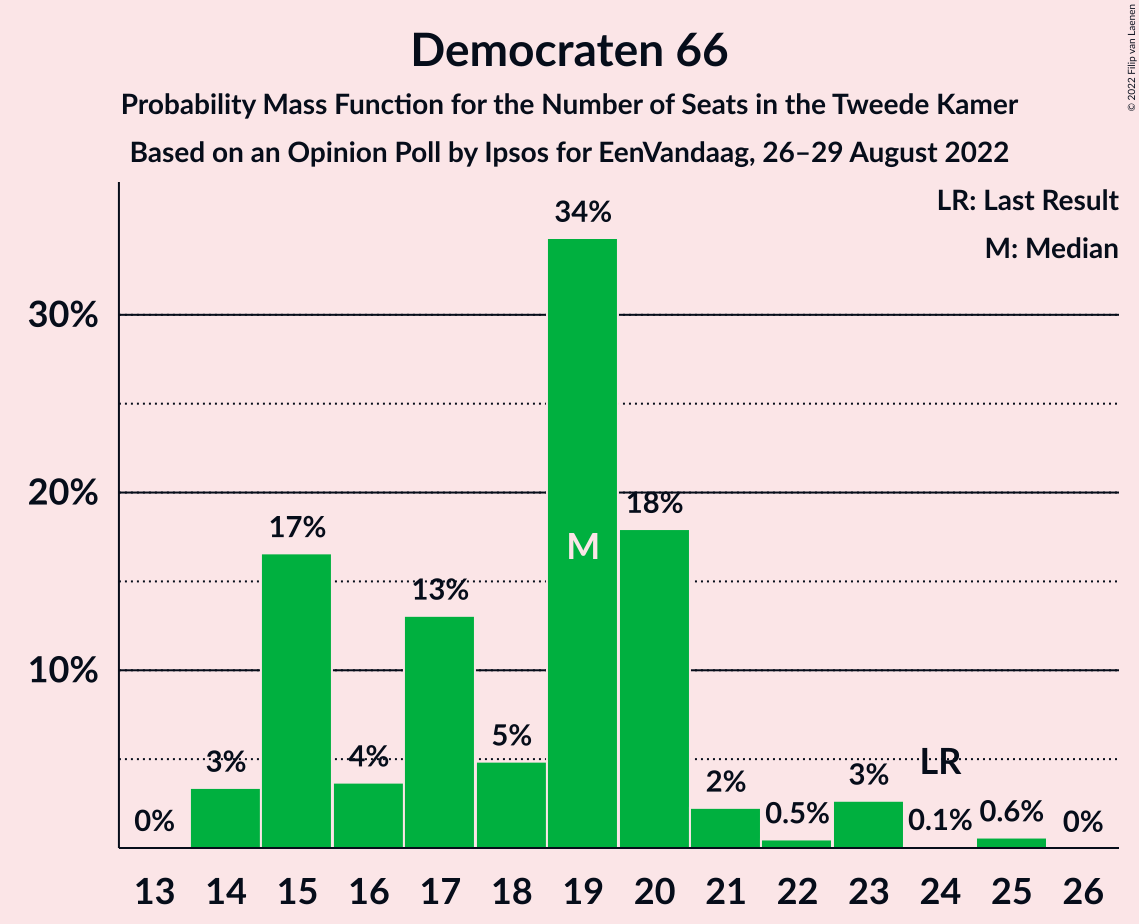 Democraten 66
Probability Mass Function for the Number of Seats in the Tweede Kamer
Based on an Opinion Poll by Ipsos for EenVandaag, 26–29 August 2022
© 2022 Filip van Laenen
LR: Last Result
M: Median
30%
20%
10%
0%
3%
17%
4%
13%
5%
34%
M
18%
2%
0.5%
3%
LR
0.1%
0.6%
0%
13 14 15 16 17 18 19 20 21 22 23 24 25 26